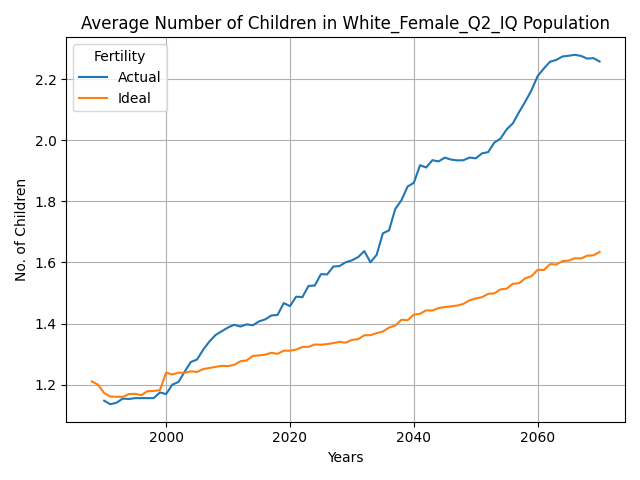 Average Number of Children in White_Female_Q2_IQ Population
Fertility
Actual
Ideal
No. of Children
2.2
2.0
1.8
1.6
1.4
1.2
2000
2020
2040
2060
Years